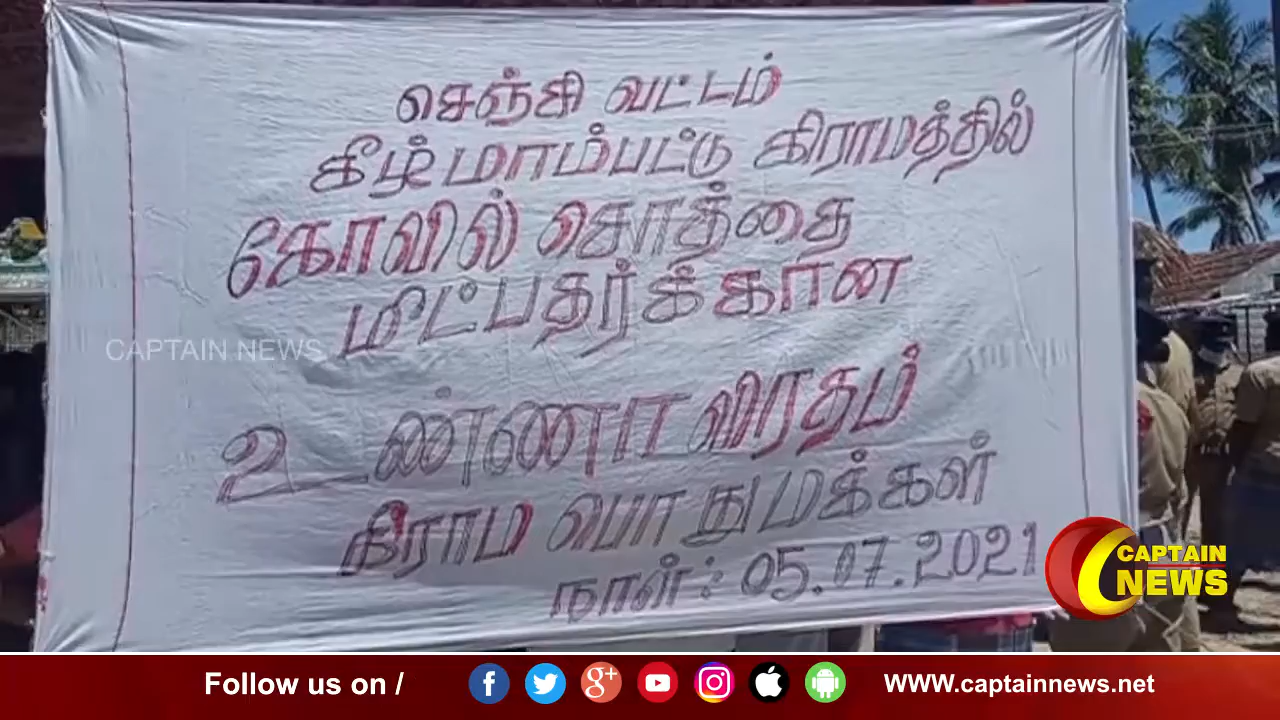 செஞ்சி வட்டம்
கீழ்மாம்பட்டு கிராமத்தில்
கோவில் சொத்தை
மிட்பதர்க்கான
உண்ணாவிரதம்
கிராம பொதுமக்கள்
நாள் : 05.07.2021
CAPTAIN NEWS
CAPTAIN
NEWS
Follow us on /
WWW.captainnews.net